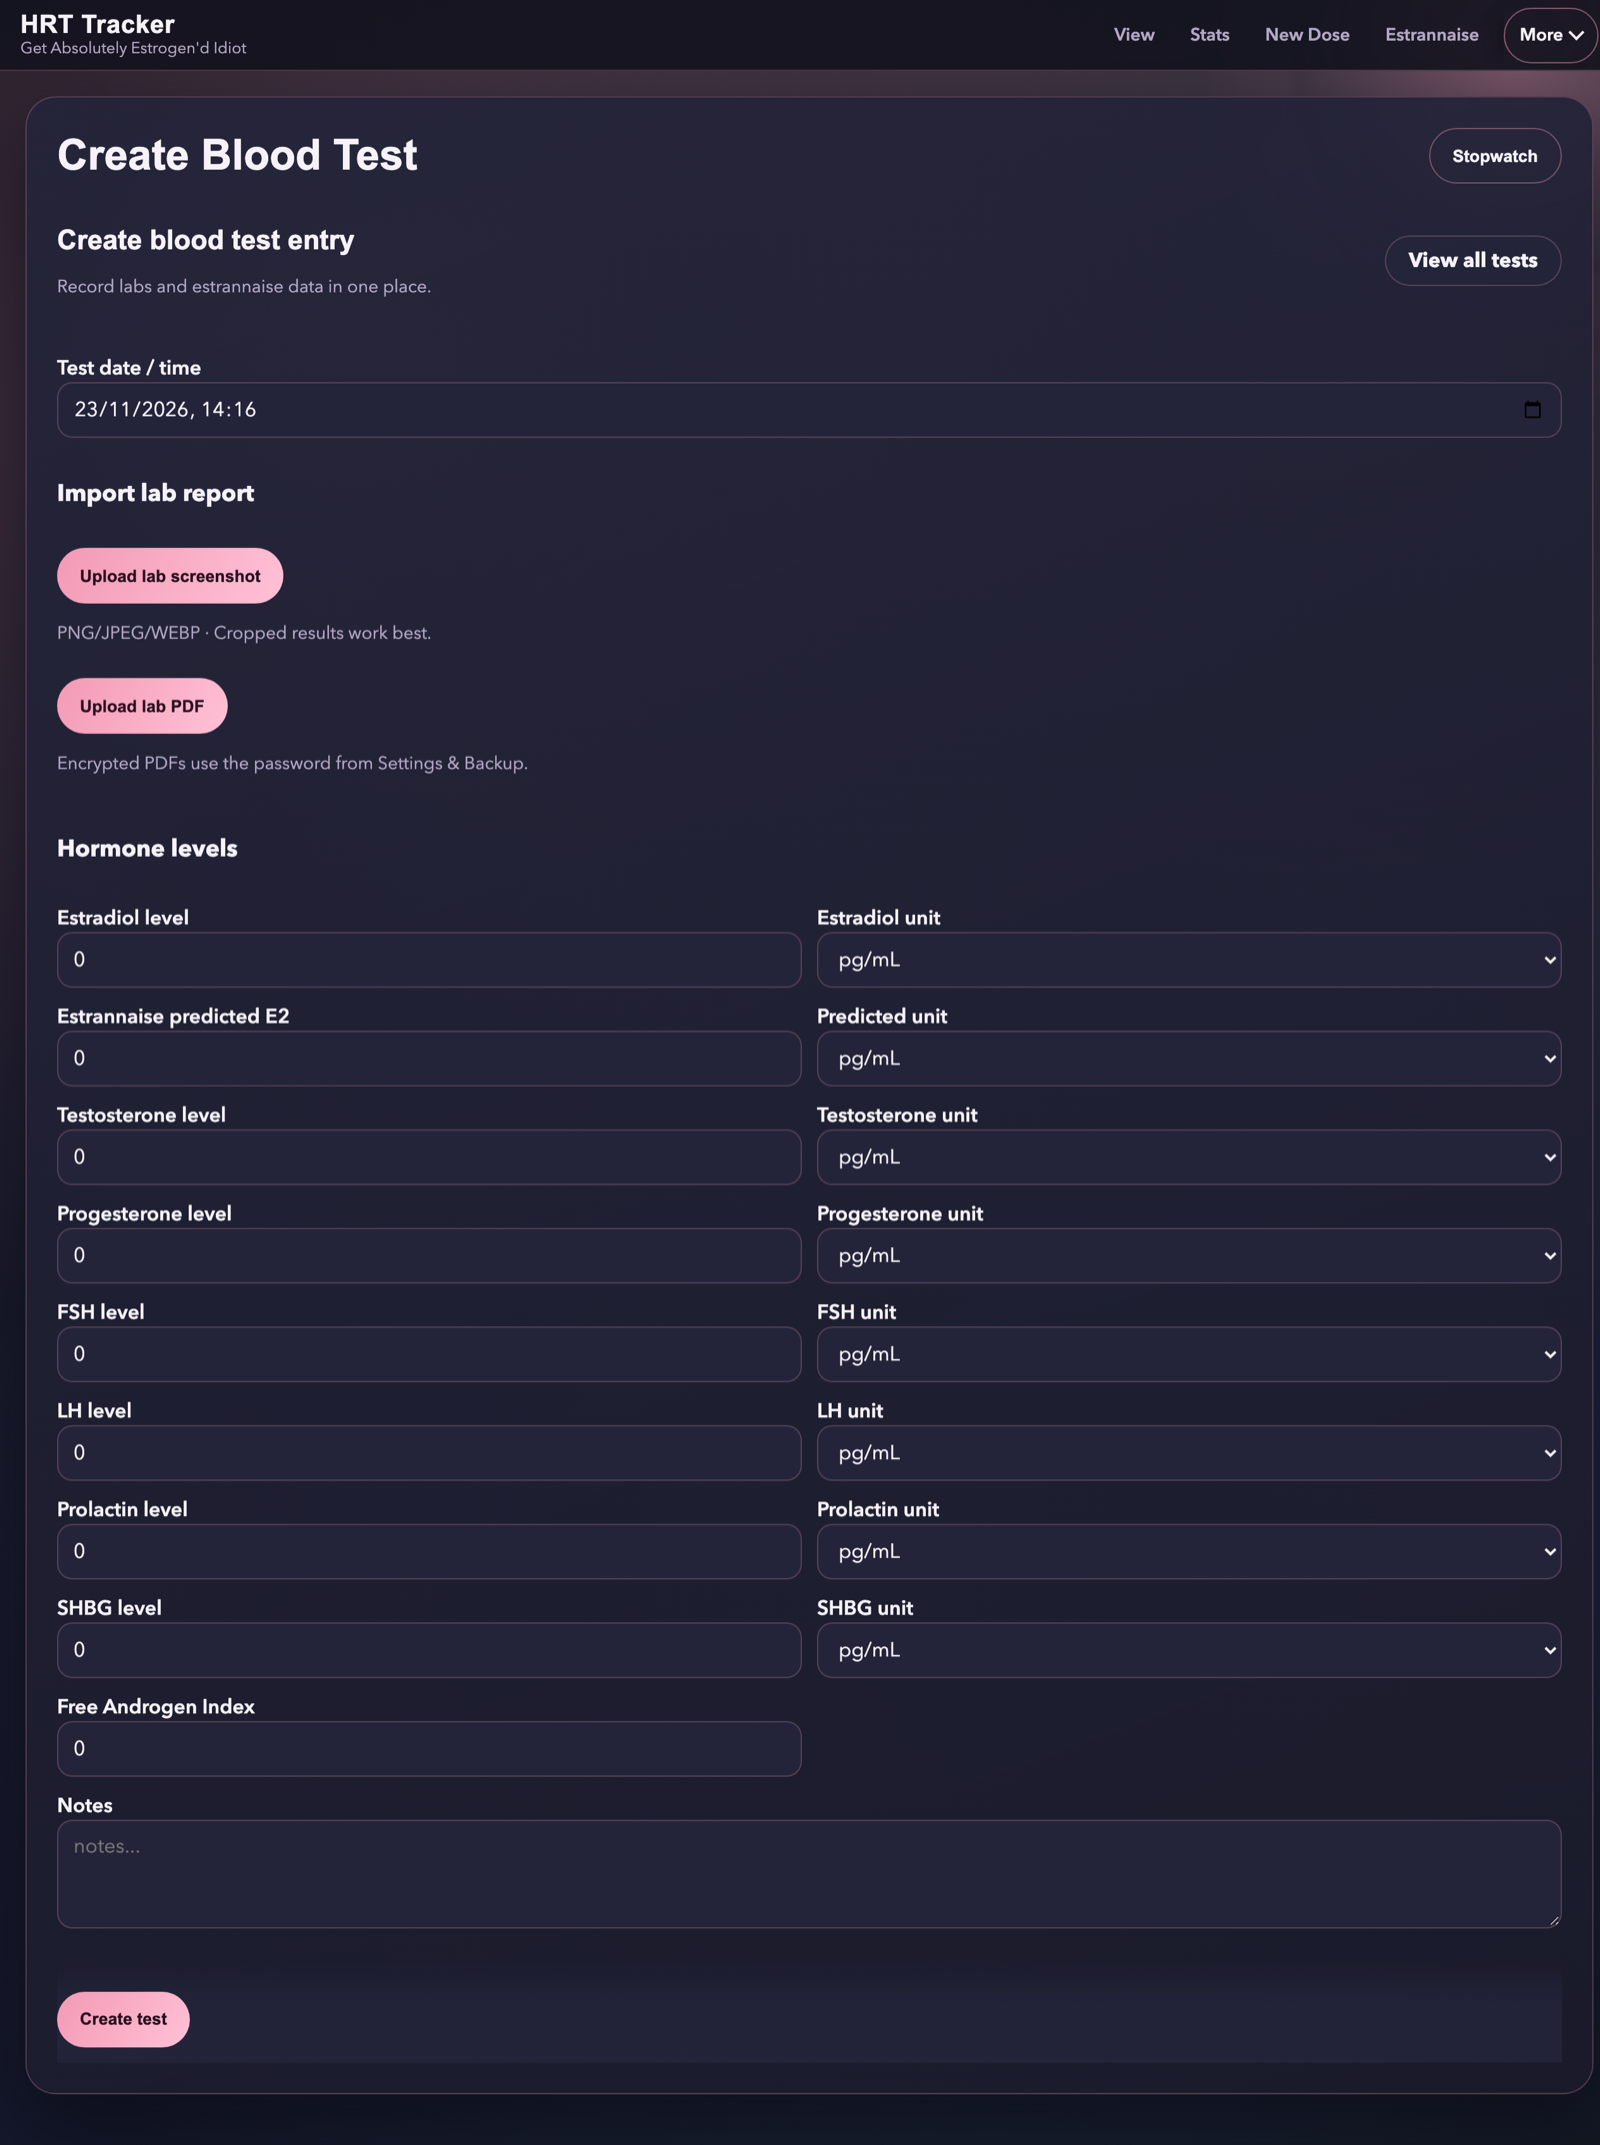 HRT Tracker
Get Absolutely Estrogen'd Idiot
View
Stats
New Dose
Estrannaise
More
Create Blood Test
Stopwatch
Create blood test entry
Record labs and estrannaise data in one place.
View all tests
Test date / time
23/11/2026, 14:16
Import lab report
Upload lab screenshot
PNG/JPEG/WEBP · Cropped results work best.
Upload lab PDF
Encrypted PDFs use the password from Settings & Backup.
Hormone levels
Estradiol level
Estradiol unit
0
pg/mL
Estrannaise predicted E2
Predicted unit
0
pg/mL
Testosterone level
Testosterone unit
0
pg/mL
Progesterone level
Progesterone unit
0
pg/mL
FSH level
FSH unit
0
pg/mL
LH level
LH unit
0
pg/mL
Prolactin level
Prolactin unit
0
pg/mL
SHBG level
SHBG unit
0
pg/mL
Free Androgen Index
0
Notes
notes...
Create test